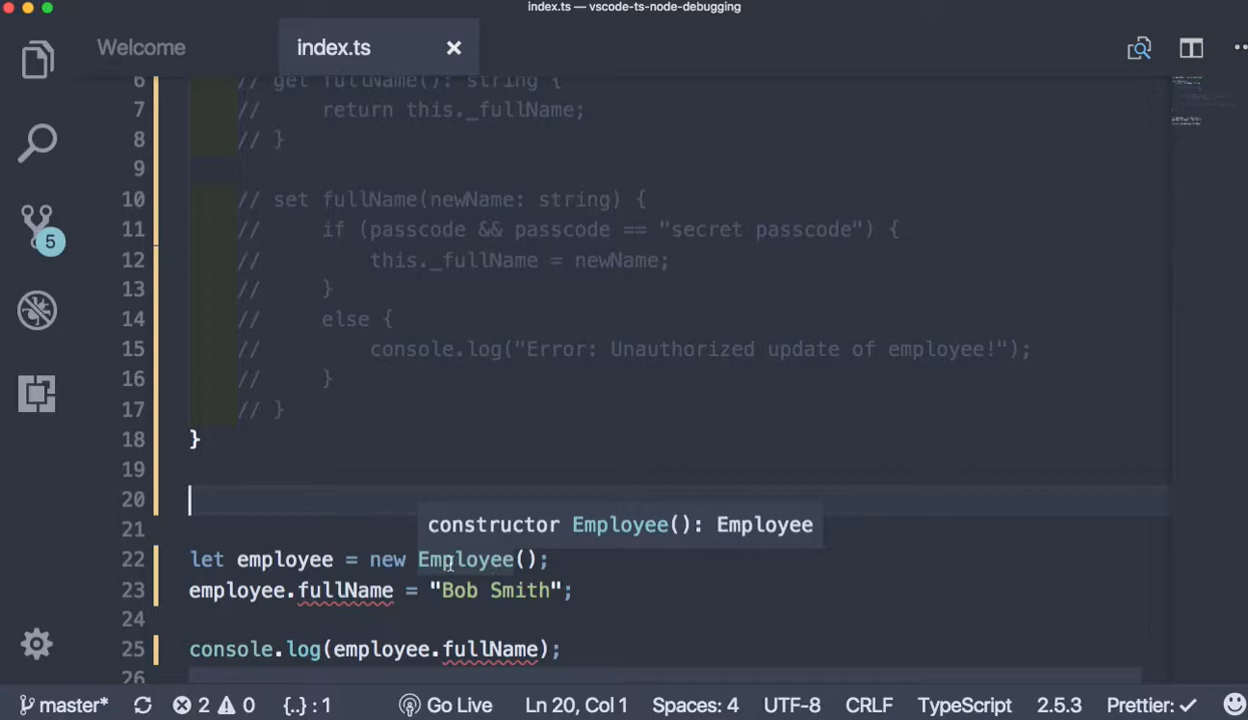 index.ts — vscode-ts-node-debugging
Welcome index.ts ×
6 // get fullName(): string {
7 // return this._fullName;
8 // }
9
10 // set fullName(newName: string) {
11 // if (passcode && passcode == "secret passcode") {
12 // this._fullName = newName;
13 // }
14 // else {
15 // console.log("Error: Unauthorized update of employee!");
16 // }
17 // }
18 }
19
20
constructor Employee(): Employee
21
22 let employee = new Employee();
23 employee.fullName = "Bob Smith";
24
25 console.log(employee.fullName);
26
5
master* 2 0 {..} : 1 Go Live Ln 20, Col 1 Spaces: 4 UTF-8 CRLF TypeScript 2.5.3 Prettier: ✓